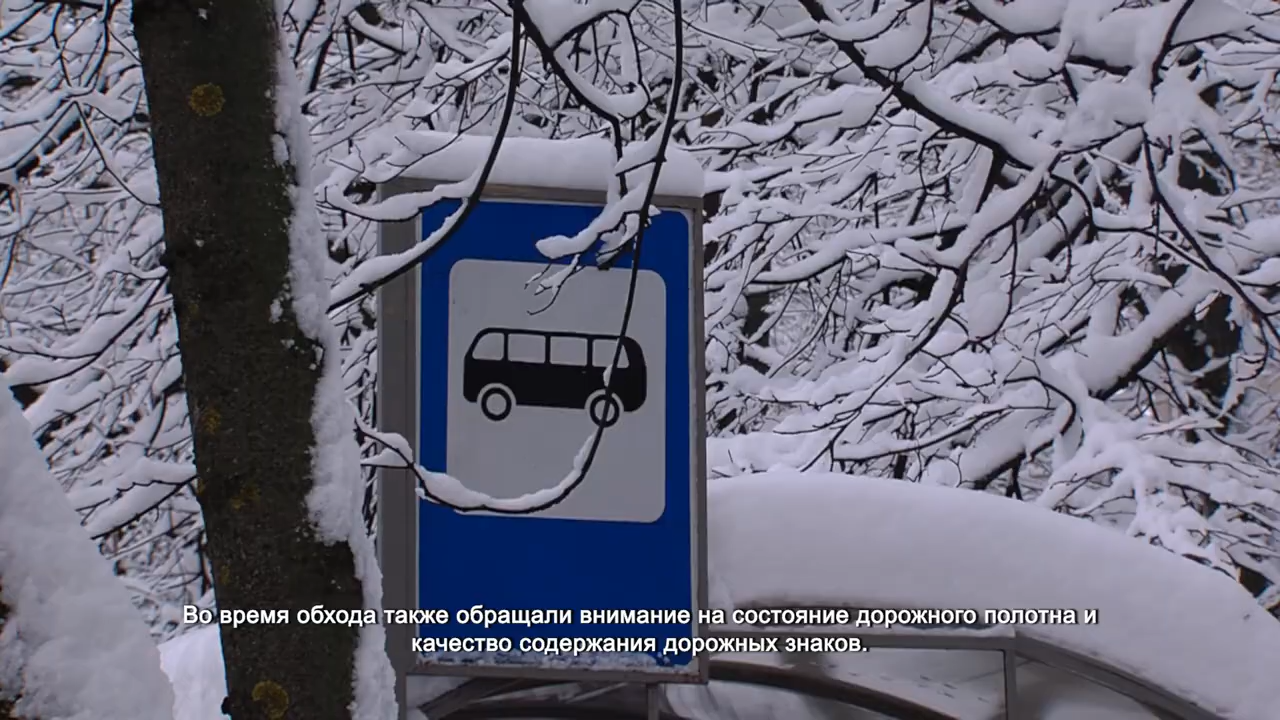 Во время обхода также обращали внимание на состояние дорожного полотна и
качество содержания дорожных знаков.